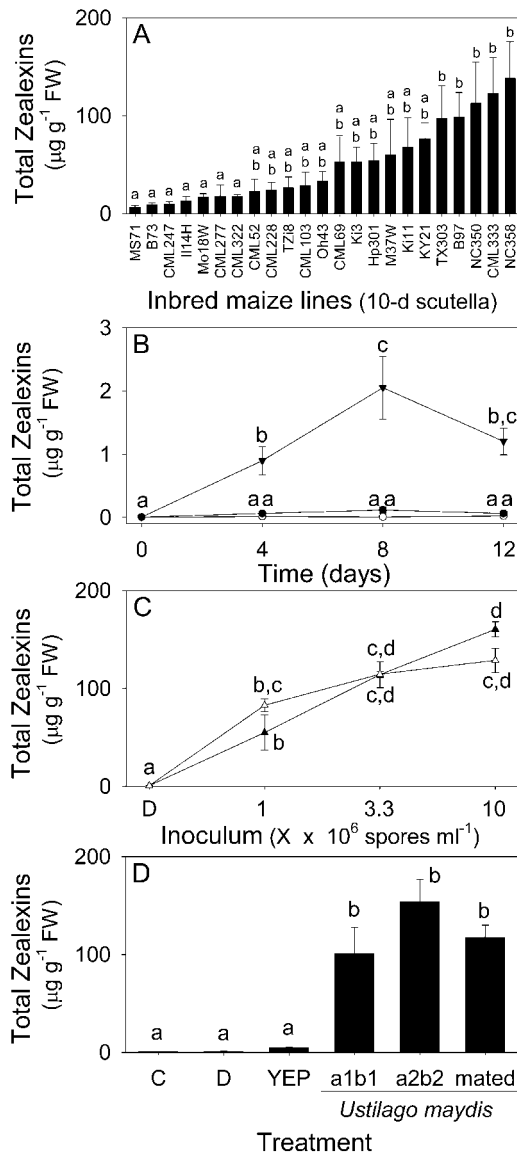 A
Total Zealexins
(µg g⁻¹ FW)
200
100
0
a a a a a a a a b a b a b a b a b a b a b a b a b a b a b a b b b b b b
MS71 B73 CML247 Il14H Mo18W CML277 CML322 CML52 CML228 TZi8 CML103 Oh43 CML69 Ki3 Hp301 M37W Ki11 KY21 TX303 B97 NC350 CML333 NC358
Inbred maize lines (10-d scutella)
B
Total Zealexins
(µg g⁻¹ FW)
3
2
1
0
c
b b,c
a aa aa aa
0 4 8 12
Time (days)
C
Total Zealexins
(µg g⁻¹ FW)
200
100
0
d
b,c c,d
a b c,d c,d
D 1 3.3 10
Inoculum (X x 10⁶ spores ml⁻¹)
D
Total Zealexins
(µg g⁻¹ FW)
200
100
0
a a a b b b
C D YEP a1b1 a2b2 mated
Ustilago maydis
Treatment